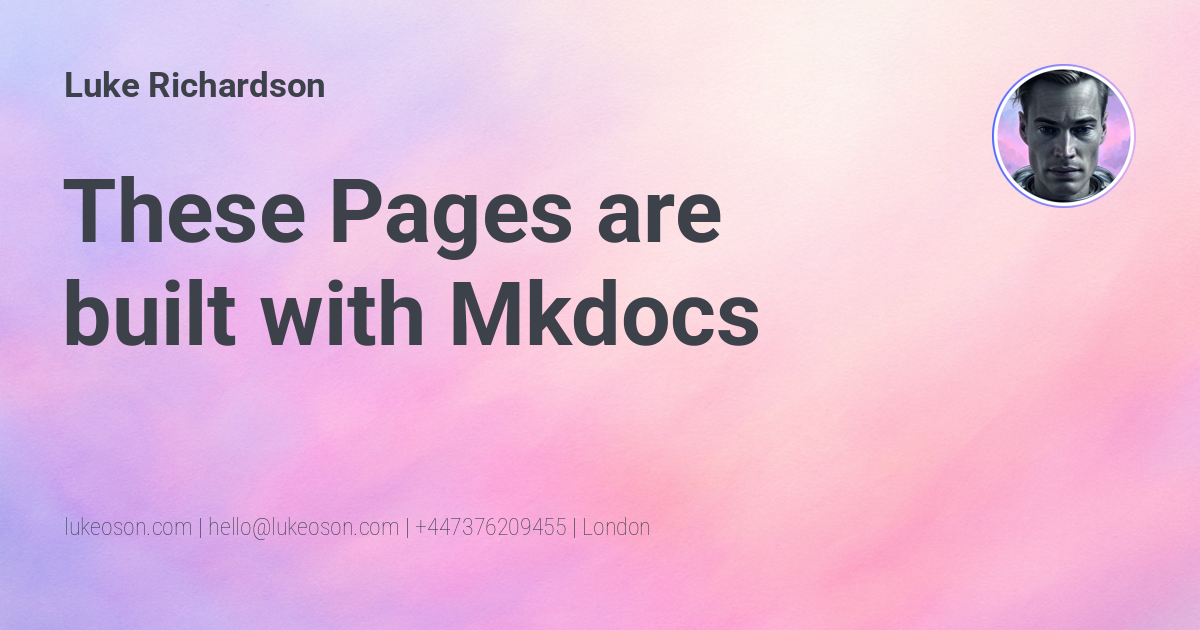 Luke Richardson
These Pages are
built with Mkdocs
lukeoson.com | hello@lukeoson.com | +447376209455 | London